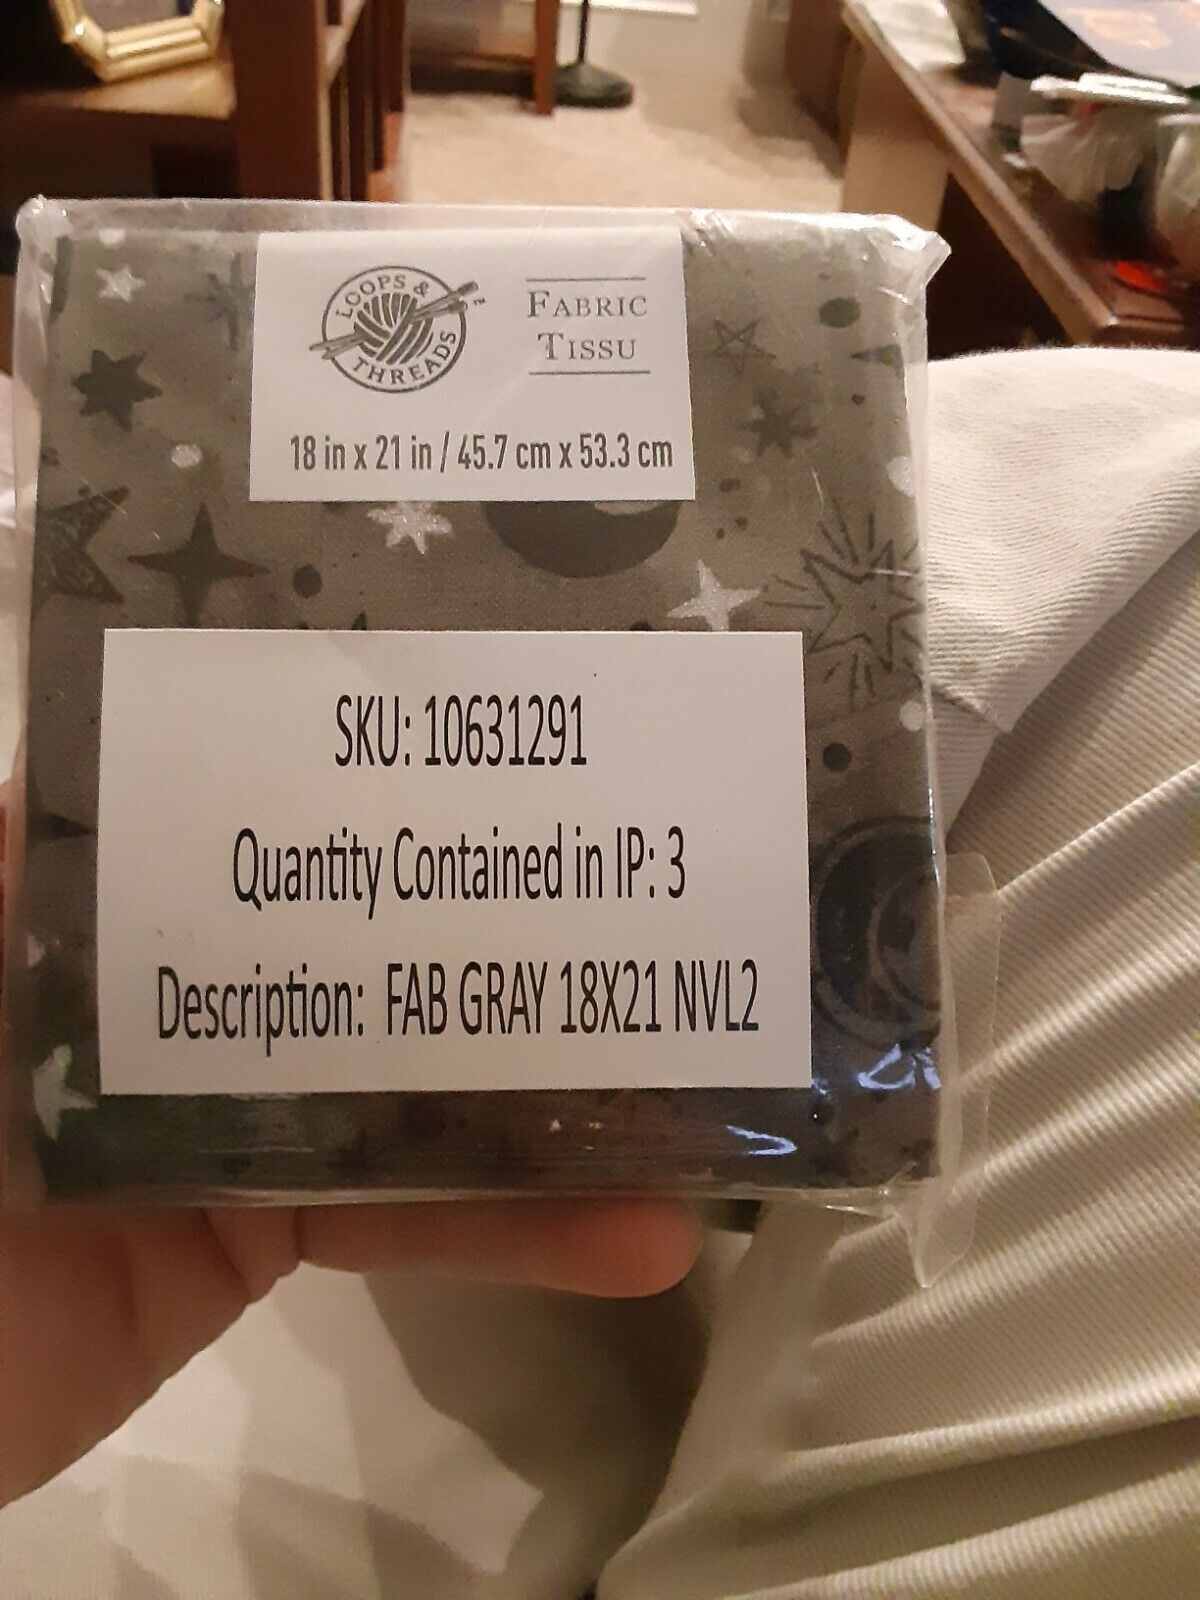 LOOPS &
THREADS™
FABRIC
TISSU
18 in x 21 in / 45.7 cm x 53.3 cm
SKU: 10631291
Quantity Contained in IP: 3
Description: FAB GRAY 18X21 NVL2